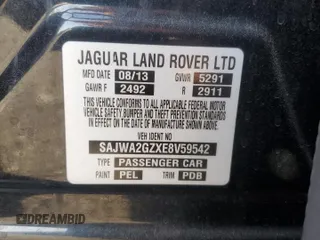 JAGUAR LAND ROVER LTD
MFD DATE 08/13 GVWR 5291
GAWR F 2492 R 2911
THIS VEHICLE CONFORMS TO ALL APPLICABLE FEDERAL MOTOR
VEHICLE SAFETY, BUMPER AND THEFT
PREVENTION STANDARDS IN EFFECT ON THE DATE OF
MANUFACTURE SHOWN ABOVE.
VEH IDENT NO
SAJWA2GZXE8V59542
TYPE PASSENGER CAR
PAINT PEL TRIM PDB
DREAMBID